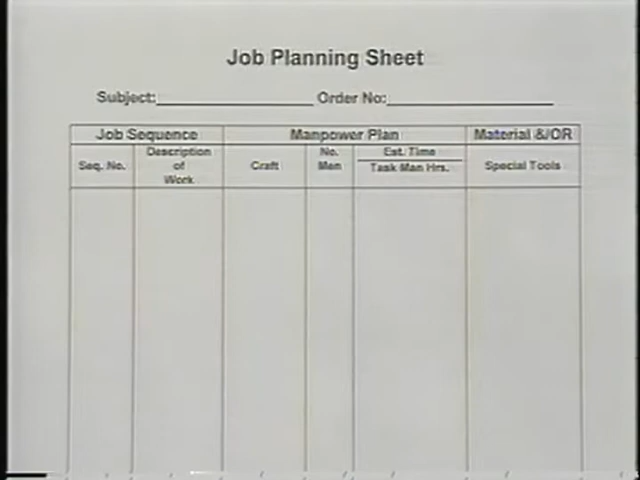 Job Planning Sheet
Subject: Order No:
Job Sequence Manpower Plan Material &/OR
Seq. No. Description of Work Craft No. Men Est. Time Task Man Hrs. Special Tools